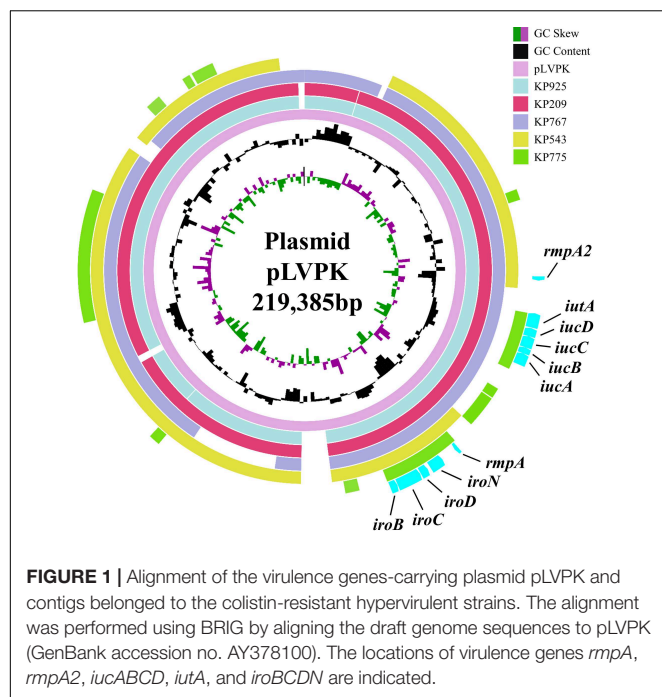 GC Skew
GC Content
pLVPK
KP925
KP209
KP767
KP543
KP775
Plasmid
pLVPK
219,385bp
rmpA2
iutA
iucD
iucC
iucB
iucA
rmpA
iroN
iroD
iroC
iroB
FIGURE 1 | Alignment of the virulence genes-carrying plasmid pLVPK and
contigs belonged to the colistin-resistant hypervirulent strains. The alignment
was performed using BRIG by aligning the draft genome sequences to pLVPK
(GenBank accession no. AY378100). The locations of virulence genes rmpA,
rmpA2, iucABCD, iutA, and iroBCDN are indicated.